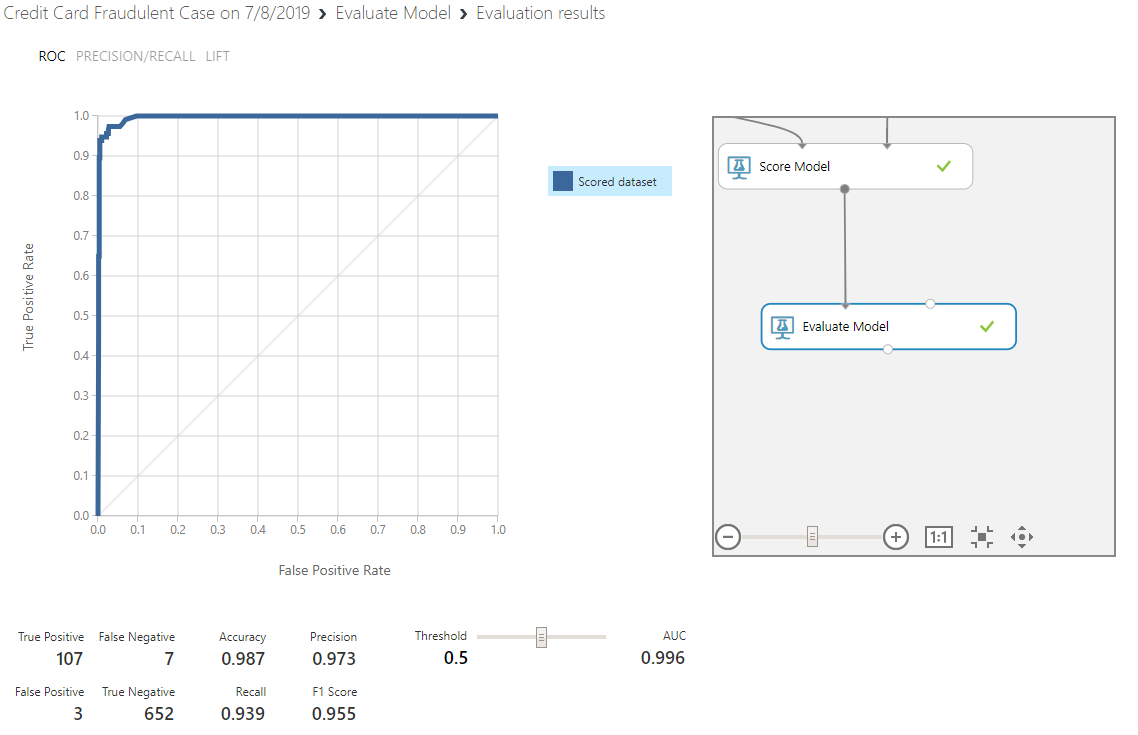 Credit Card Fraudulent Case on 7/8/2019 › Evaluate Model › Evaluation results
ROC PRECISION/RECALL LIFT
1.0
0.9
0.8
0.7
0.6
0.5
0.4
0.3
0.2
0.1
0.0
True Positive Rate
0.0 0.1 0.2 0.3 0.4 0.5 0.6 0.7 0.8 0.9 1.0
False Positive Rate
Scored dataset
Score Model
Evaluate Model
1:1
True Positive False Negative Accuracy Precision Threshold AUC
107 7 0.987 0.973 0.5 0.996
False Positive True Negative Recall F1 Score
3 652 0.939 0.955